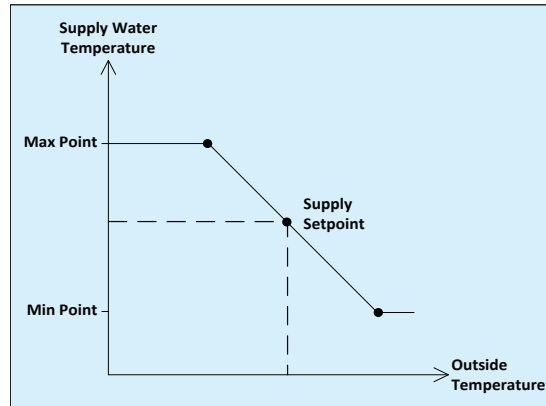 Supply Water
Temperature
Max Point
Supply
Setpoint
Min Point
Outside
Temperature